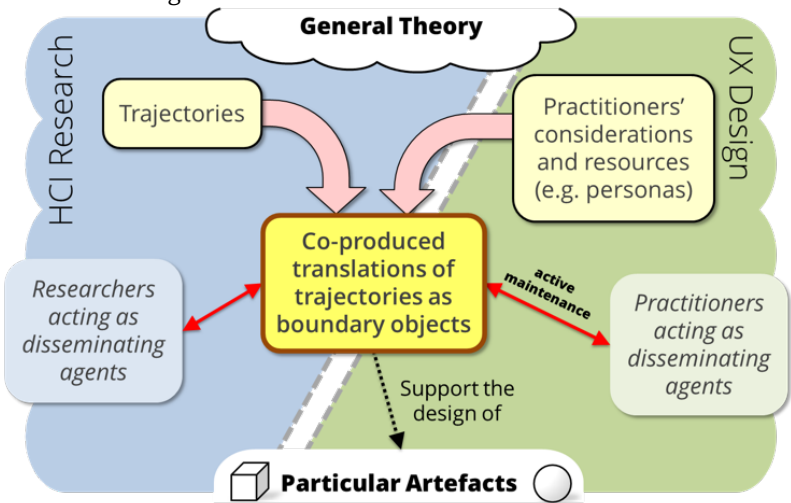 General Theory
HCI Research
UX Design
Trajectories
Practitioners'
considerations
and resources
(e.g. personas)
Co-produced
translations of
trajectories as
boundary objects
Researchers
acting as
disseminating
agents
active
maintenance
Practitioners
acting as
disseminating
agents
Support the
design of
Particular Artefacts